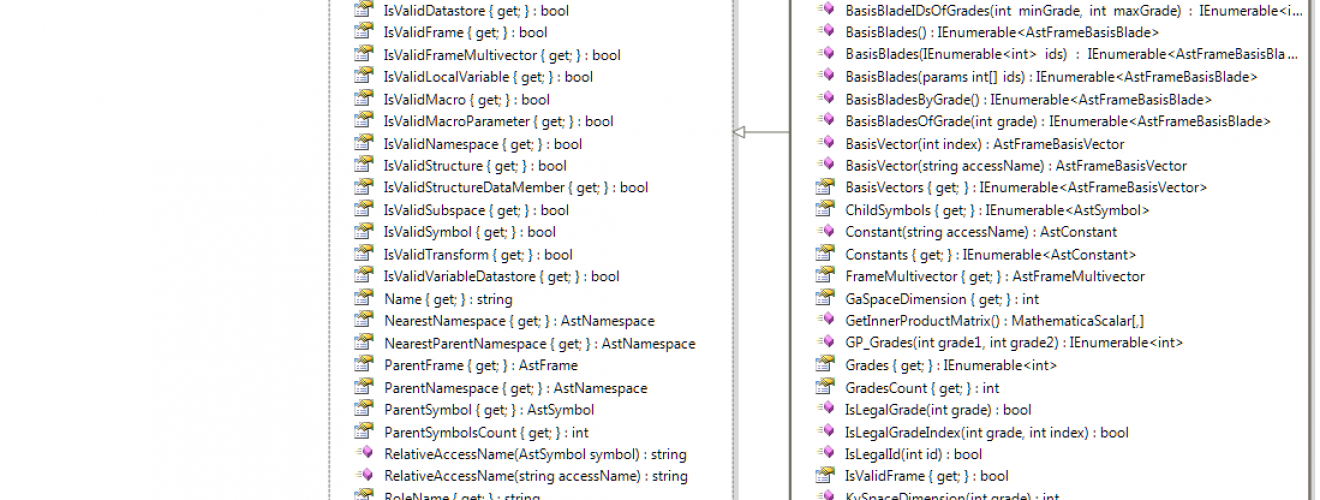 IsValidDatastore { get; } : bool
IsValidFrame { get; } : bool
IsValidFrameMultivector { get; } : bool
IsValidLocalVariable { get; } : bool
IsValidMacro { get; } : bool
IsValidMacroParameter { get; } : bool
IsValidNamespace { get; } : bool
IsValidStructure { get; } : bool
IsValidStructureDataMember { get; } : bool
IsValidSubspace { get; } : bool
IsValidSymbol { get; } : bool
IsValidTransform { get; } : bool
IsValidVariableDatastore { get; } : bool
Name { get; } : string
NearestNamespace { get; } : AstNamespace
NearestParentNamespace { get; } : AstNamespace
ParentFrame { get; } : AstFrame
ParentNamespace { get; } : AstNamespace
ParentSymbol { get; } : AstSymbol
ParentSymbolsCount { get; } : int
RelativeAccessName(AstSymbol symbol) : string
RelativeAccessName(string accessName) : string
RoleName { get; } : string
BasisBladeIDsOfGrades(int minGrade, int maxGrade) : IEnumerable<i...
BasisBlades() : IEnumerable<AstFrameBasisBlade>
BasisBlades(IEnumerable<int> ids) : IEnumerable<AstFrameBasisBla...
BasisBlades(params int[] ids) : IEnumerable<AstFrameBasisBlade>
BasisBladesByGrade() : IEnumerable<AstFrameBasisBlade>
BasisBladesOfGrade(int grade) : IEnumerable<AstFrameBasisBlade>
BasisVector(int index) : AstFrameBasisVector
BasisVector(string accessName) : AstFrameBasisVector
BasisVectors { get; } : IEnumerable<AstFrameBasisVector>
ChildSymbols { get; } : IEnumerable<AstSymbol>
Constant(string accessName) : AstConstant
Constants { get; } : IEnumerable<AstConstant>
FrameMultivector { get; } : AstFrameMultivector
GaSpaceDimension { get; } : int
GetInnerProductMatrix() : MathematicaScalar[,]
GP_Grades(int grade1, int grade2) : IEnumerable<int>
Grades { get; } : IEnumerable<int>
GradesCount { get; } : int
IsLegalGrade(int grade) : bool
IsLegalGradeIndex(int grade, int index) : bool
IsLegalId(int id) : bool
IsValidFrame { get; } : bool
KvSpaceDimension(int grade) : int